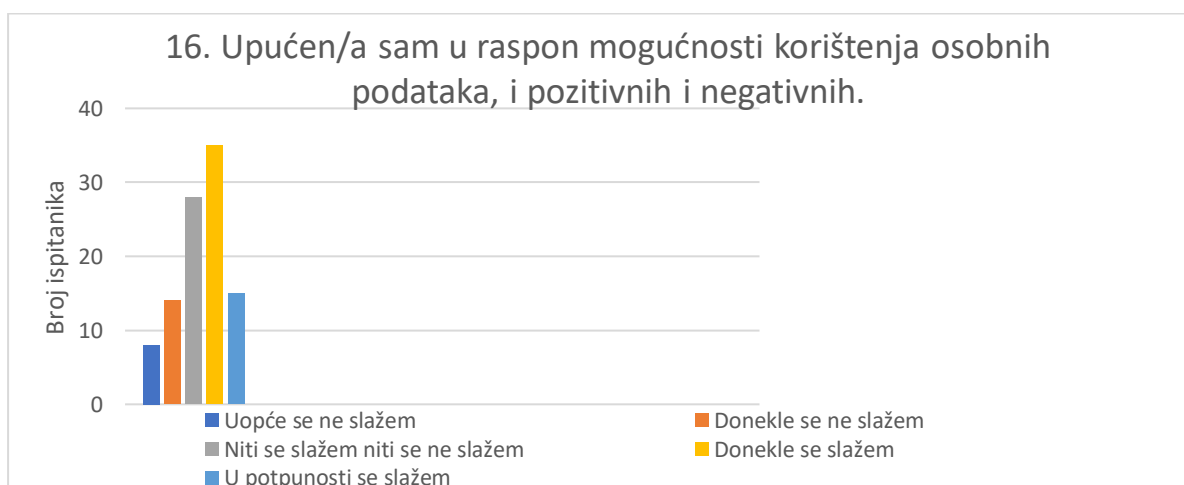 16. Upućen/a sam u raspon mogućnosti korištenja osobnih
podataka, i pozitivnih i negativnih.
40
30
20
10
0
Broj ispitanika
Uopće se ne slažem
Donekle se ne slažem
Niti se slažem niti se ne slažem
Donekle se slažem
U potpunosti se slažem